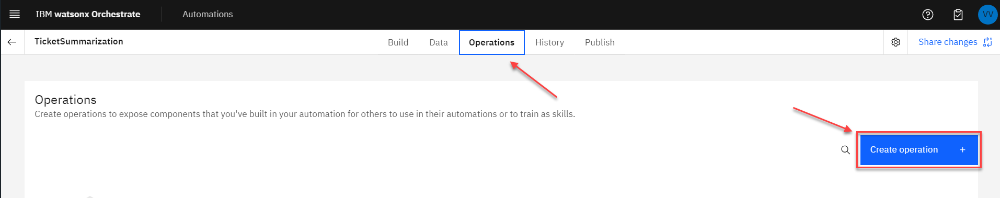 IBM watsonx Orchestrate Automations VV
TicketSummarization Build Data Operations History Publish Share changes
Operations
Create operations to expose components that you've built in your automation for others to use in their automations or to train as skills.
Create operation +